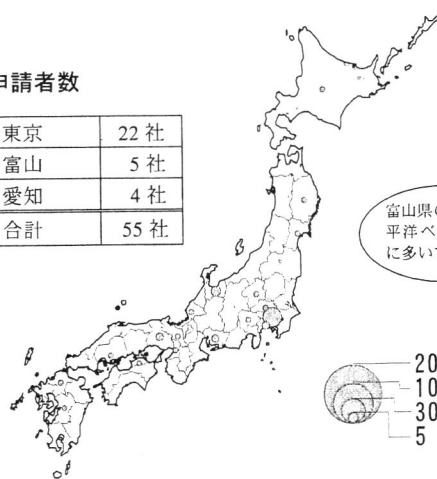 申請者数
東京 22 社
富山 5 社
愛知 4 社
合計 55 社
富山県
平洋ベ
に多い
20
10
30
5